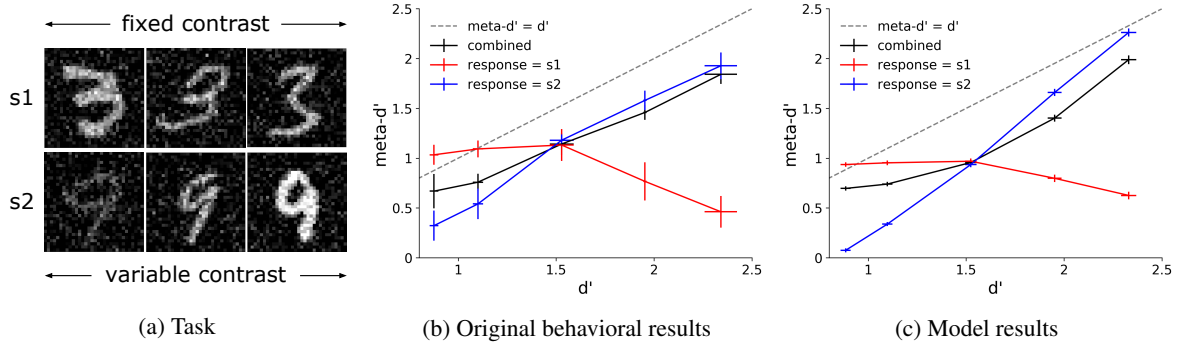 fixed contrast
s1
s2
variable contrast
(a) Task
2.5
2
1.5
1
0.5
0
meta-d'
meta-d' = d'
combined
response = s1
response = s2
1
1.5
2
2.5
d'
(b) Original behavioral results
2.5
2
1.5
1
0.5
0
meta-d'
meta-d' = d'
combined
response = s1
response = s2
1
1.5
2
2.5
d'
(c) Model results